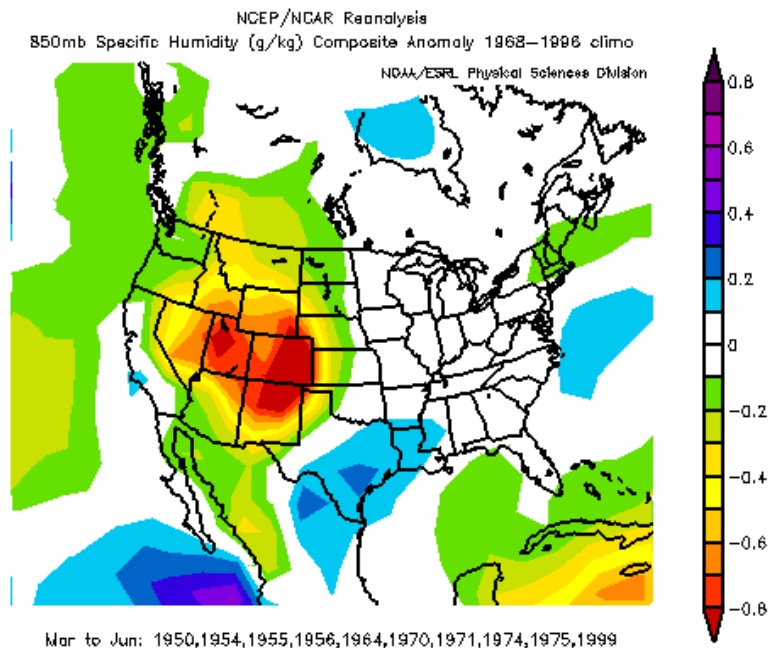 NCEP/NCAR Reanalysis
850mb Specific Humidity (g/kg) Composite Anomaly 1968-1996 climo
NOAA/ESRL Physical Sciences Division
0.8
0.6
0.4
0.2
0
-0.2
-0.4
-0.6
-0.8
Mar to Jun: 1950,1954,1955,1956,1964,1970,1971,1974,1975,1999